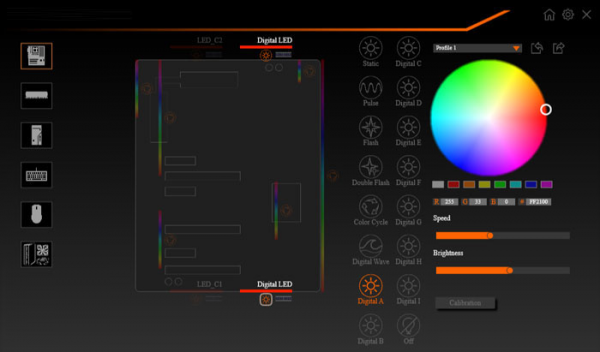 LED_C2 Digital LED
Static Digital C
Profile 1
Pulse Digital D
Flash Digital E
Double Flash Digital F
R 255 G 33 B 0 # FF2100
Color Cycle Digital G
Speed
Digital Wave Digital H
Brightness
LED_C1 Digital LED
Digital A Digital I
Calibration
Digital B Off